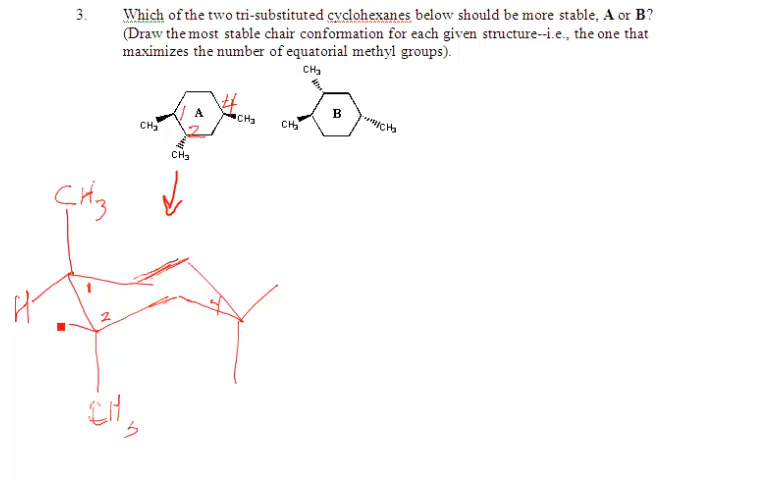 3. Which of the two tri-substituted cyclohexanes below should be more stable, A or B?
(Draw the most stable chair conformation for each given structure--i.e., the one that
maximizes the number of equatorial methyl groups).
CH3
1 A 4 CH3
CH3 2
CH3
CH3 B CH3
CH3
1
H
2
4
CH3